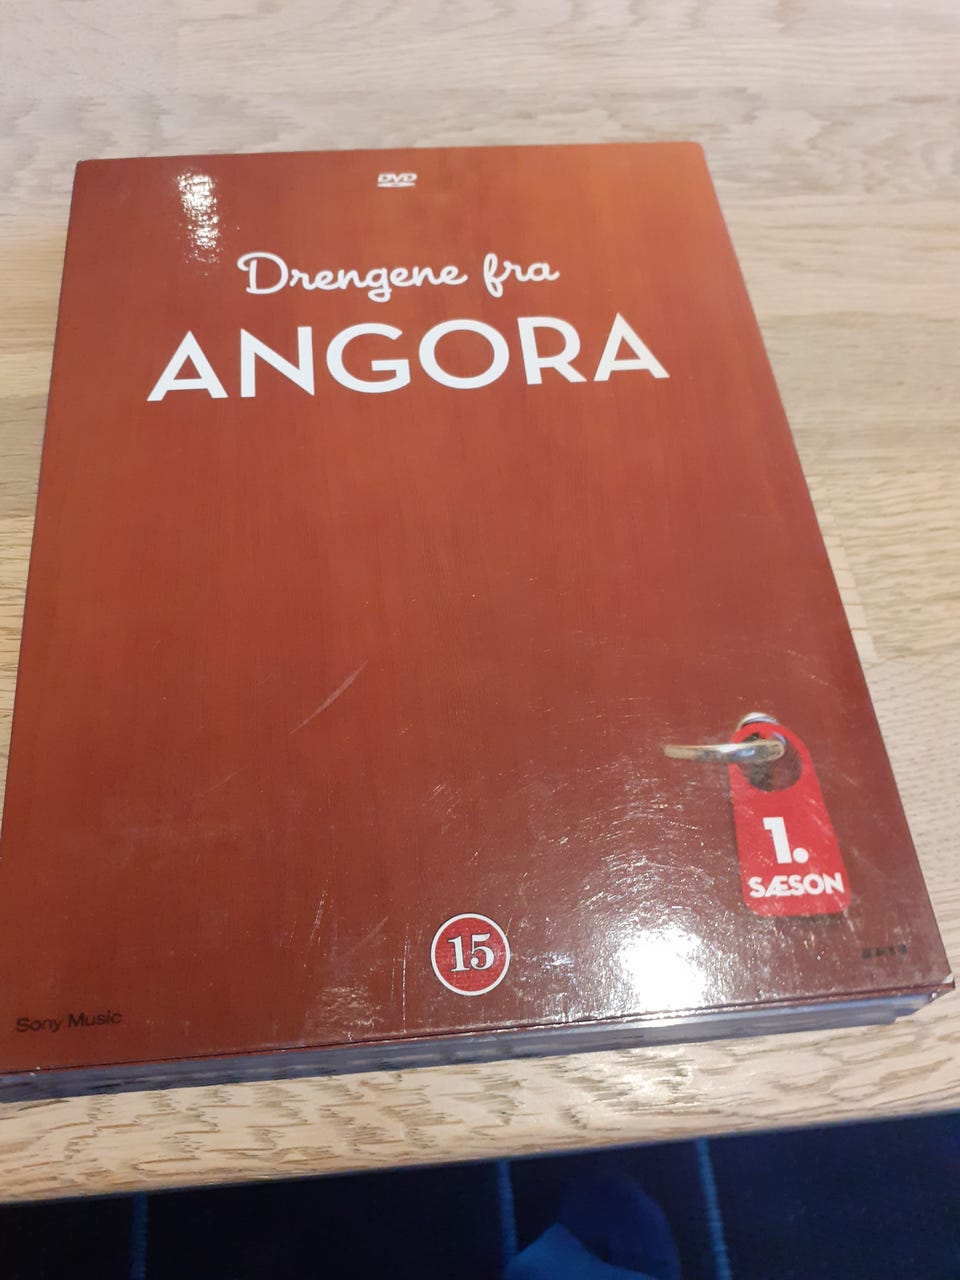 DVD
Drengene fra
ANGORA
1.
SÆSON
15
Sony Music